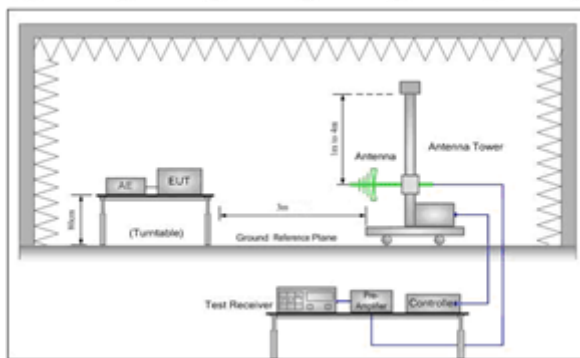 1m to 4m
Antenna
Antenna Tower
AE
EUT
80cm
3m
(Turntable)
Ground Reference Plane
Test Receiver
Pre-
Amplifier
Controller